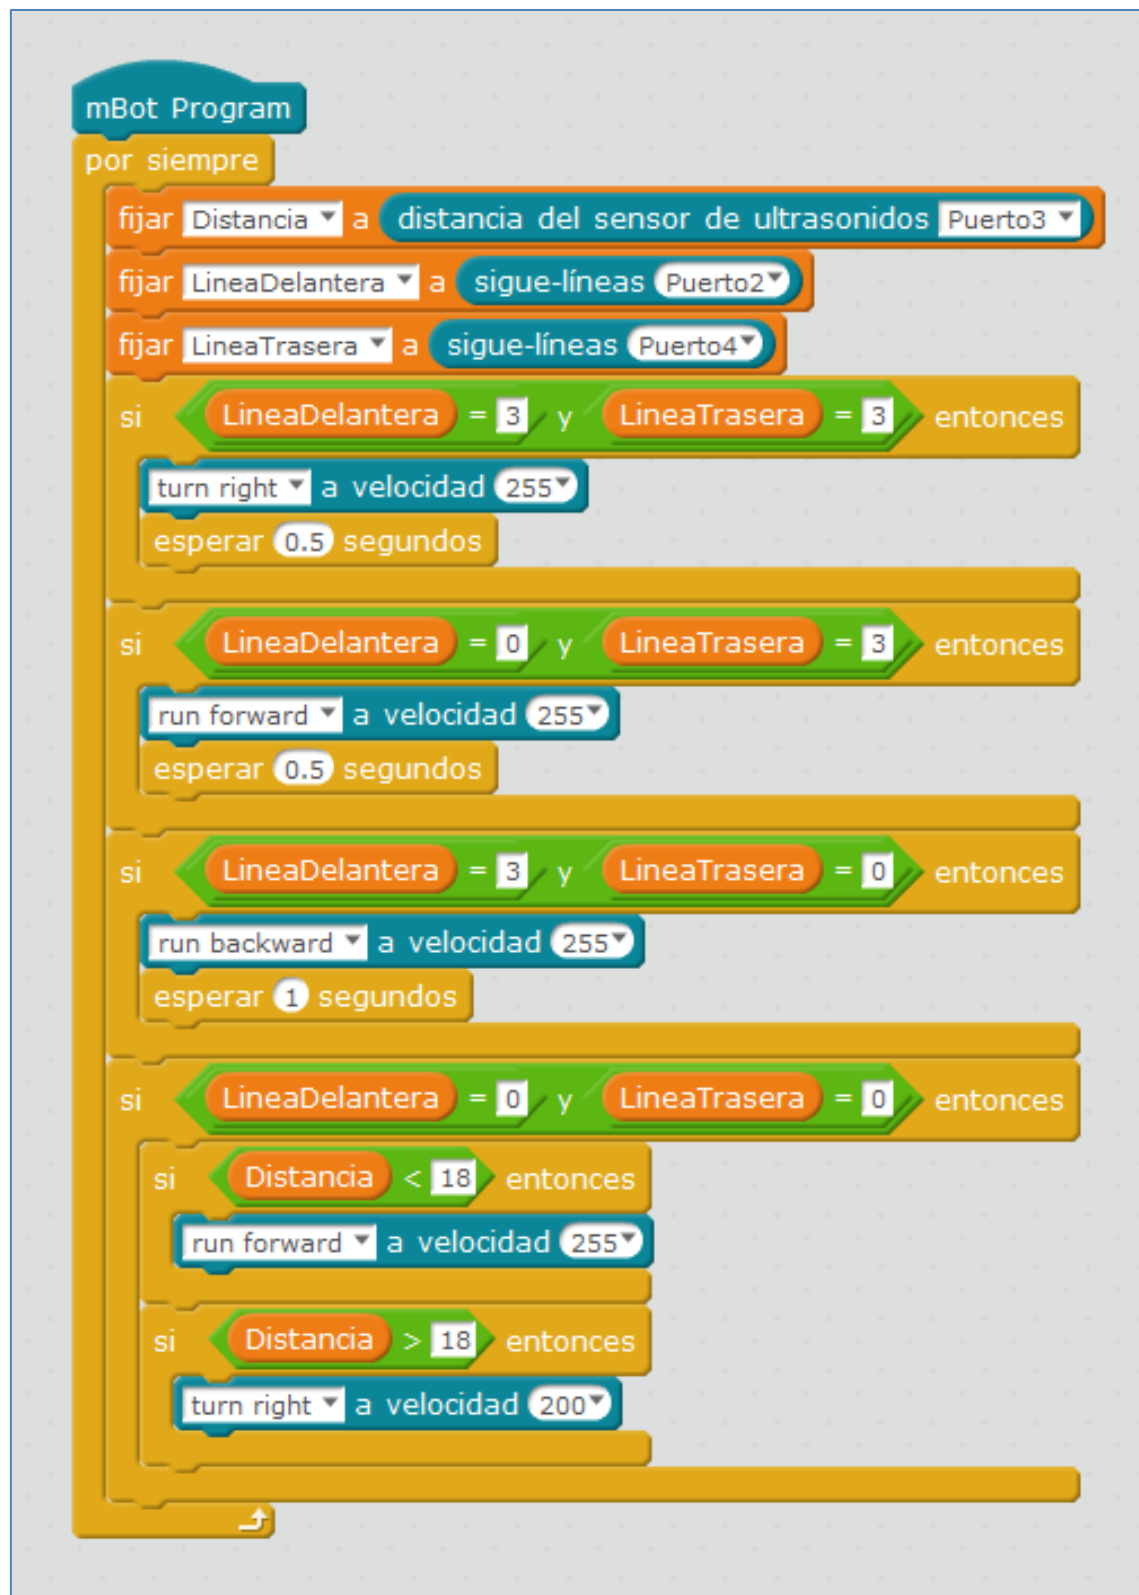 mBot Program
por siempre
fijar Distancia a distancia del sensor de ultrasonidos Puerto3
fijar LineaDelantera a sigue-líneas Puerto2
fijar LineaTrasera a sigue-líneas Puerto4
si LineaDelantera = 3 y LineaTrasera = 3 entonces
turn right a velocidad 255
esperar 0.5 segundos
si LineaDelantera = 0 y LineaTrasera = 3 entonces
run forward a velocidad 255
esperar 0.5 segundos
si LineaDelantera = 3 y LineaTrasera = 0 entonces
run backward a velocidad 255
esperar 1 segundos
si LineaDelantera = 0 y LineaTrasera = 0 entonces
si Distancia < 18 entonces
run forward a velocidad 255
si Distancia > 18 entonces
turn right a velocidad 200